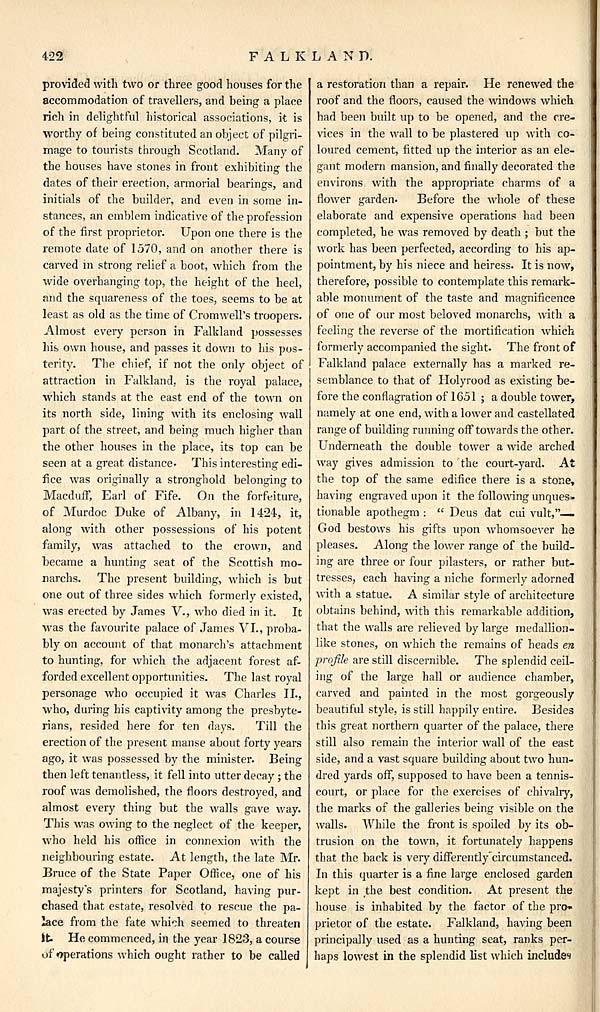 422
FALKLAND.
provided with two or three good houses for the
accommodation of travellers, and being a place
rich in delightful historical associations, it is
worthy of being constituted an object of pilgri-
mage to tourists through Scotland. Many of
the houses have stones in front exhibiting the
dates of their erection, armorial bearings, and
initials of the builder, and even in some in-
stances, an emblem indicative of the profession
of the first proprietor. Upon one there is the
remote date of 1570, and on another there is
carved in strong relief a boot, which from the
wide overhanging top, the height of the heel,
and the squareness of the toes, seems to be at
least as old as the time of Cromwell's troopers.
Almost every person in Falkland possesses
his own house, and passes it down to his pos-
terity. The chief, if not the only object of
attraction in Falkland, is the royal palace,
which stands at the east end of the town on
its north side, lining with its enclosing wall
part of the street, and being much higher than
the other houses in the place, its top can be
seen at a great distance. This interesting edi-
fice was originally a stronghold belonging to
Macduff, Earl of Fife. On the forfeiture,
of Murdoc Duke of Albany, in 1424, it,
along with other possessions of his potent
family, was attached to the crown, and
became a hunting seat of the Scottish mo-
narchs. The present building, which is but
one out of three sides which formerly existed,
was erected by James V., who died in it. It
was the favourite palace of James VI., proba-
bly on account of that monarch's attachment
to hunting, for which the adjacent forest af-
forded excellent opportunities. The last royal
personage who occupied it was Charles II.,
who, during his captivity among the presbyte-
rians, resided here for ten days. Till the
erection of the present manse about forty years
ago, it was possessed by the minister. Being
then left tenantless, it fell into utter decay; the
roof was demolished, the floors destroyed, and
almost every thing but the walls gave way.
This was owing to the neglect of the keeper,
who held his office in connexion with the
neighbouring estate. At length, the late Mr.
Bruce of the State Paper Office, one of his
majesty's printers for Scotland, having pur-
chased that estate, resolved to rescue the pa-
lace from the fate which seemed to threaten
it. He commenced, in the year 1823, a course
of operations which ought rather to be called
a restoration than a repair. He renewed the
roof and the floors, caused the windows which
had been built up to be opened, and the cre-
vices in the wall to be plastered up with co-
loured cement, fitted up the interior as an ele-
gant modern mansion, and finally decorated the
environs with the appropriate charms of a
flower garden. Before the whole of these
elaborate and expensive operations had been
completed, he was removed by death; but the
work has been perfected, according to his ap-
pointment, by his niece and heiress. It is now,
therefore, possible to contemplate this remark-
able monument of the taste and magnificence
of one of our most beloved monarchs, with a
feeling the reverse of the mortification which
formerly accompanied the sight. The front of
Falkland palace externally has a marked re-
semblance to that of Holyrood as existing be-
fore the conflagration of 1651; a double tower,
namely at one end, with a lower and castellated
range of building running off towards the other.
Underneath the double tower a wide arched
way gives admission to the court-yard. At
the top of the same edifice there is a stone,
having engraved upon it the following unques-
tionable apothegm: "Deus dat cui vult,"—
God bestows his gifts upon whomsoever he
pleases. Along the lower range of the build-
ing are three or four pilasters, or rather but-
tresses, each having a niche formerly adorned
with a statue. A similar style of architecture
obtains behind, with this remarkable addition,
that the walls are relieved by large medallion-
like stones, on which the remains of heads en
profile are still discernible. The splendid ceil-
ing of the large hall or audience chamber,
carved and painted in the most gorgeously
beautiful style, is still happily entire. Besides
this great northern quarter of the palace, there
still also remain the interior wall of the east
side, and a vast square building about two hun-
dred yards off, supposed to have been a tennis-
court, or place for the exercises of chivalry,
the marks of the galleries being visible on the
walls. While the front is spoiled by its ob-
trusion on the town, it fortunately happens
that the back is very differently circumstanced.
In this quarter is a fine large enclosed garden
kept in the best condition. At present the
house is inhabited by the factor of the pro-
prietor of the estate. Falkland, having been
principally used as a hunting seat, ranks per-
haps lowest in the splendid list which includes